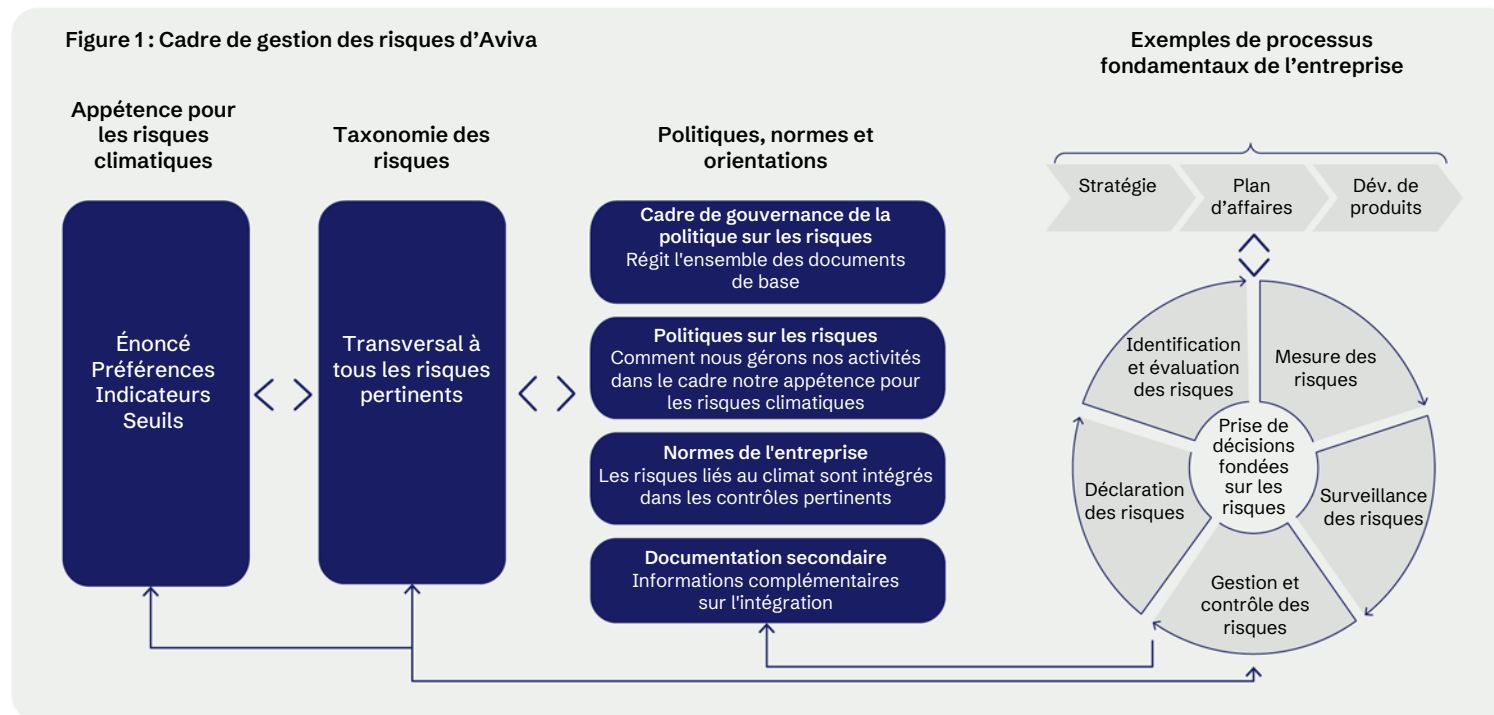 Figure 1 : Cadre de gestion des risques d’Aviva
Exemples de processus
fondamentaux de l’entreprise
Appétence pour
les risques
climatiques
Taxonomie des
risques
Politiques, normes et
orientations
Énoncé
Préférences
Indicateurs
Seuils
Transversal à
tous les risques
pertinents
Cadre de gouvernance de la
politique sur les risques
Régit l'ensemble des documents
de base
Politiques sur les risques
Comment nous gérons nos activités
dans le cadre notre appétence pour
les risques climatiques
Normes de l'entreprise
Les risques liés au climat sont intégrés
dans les contrôles pertinents
Documentation secondaire
Informations complémentaires
sur l'intégration
Stratégie
Plan
d’affaires
Dév. de
produits
Identification
et évaluation
des risques
Mesure des
risques
Surveillance
des risques
Gestion et
contrôle des
risques
Déclaration
des risques
Prise de
décisions
fondées
sur les
risques